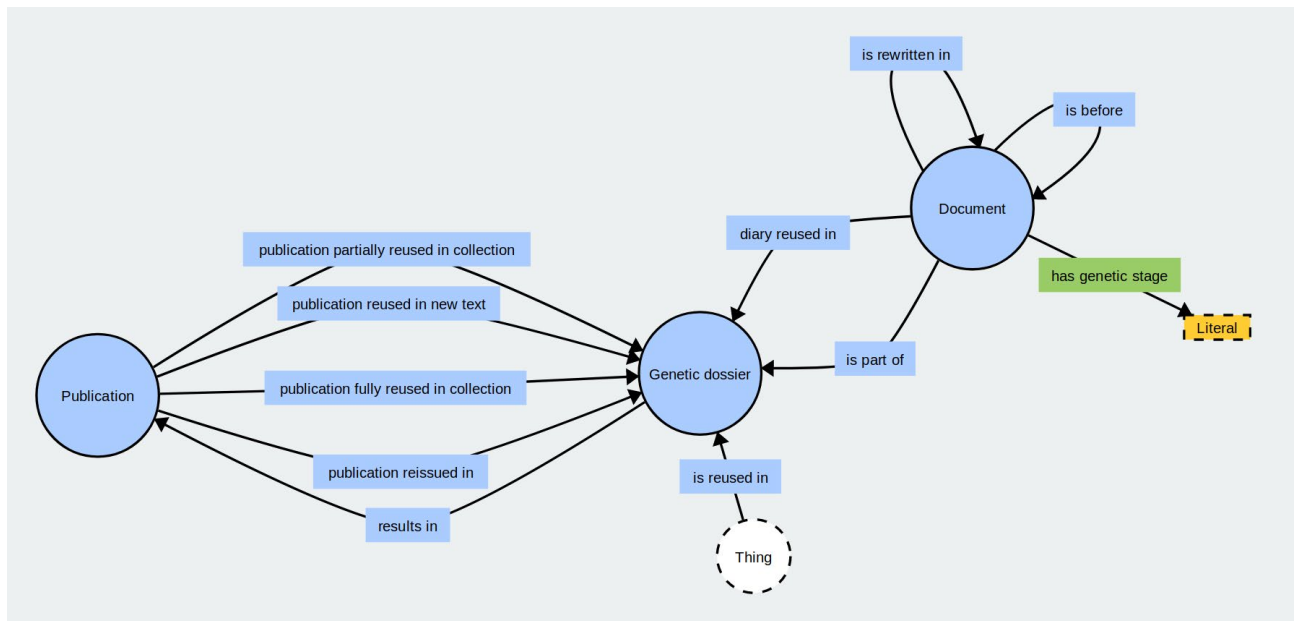 is rewritten in
is before
Document
diary reused in
publication partially reused in collection
has genetic stage
publication reused in new text
Literal
is part of
Genetic dossier
publication fully reused in collection
Publication
publication reissued in
is reused in
results in
Thing